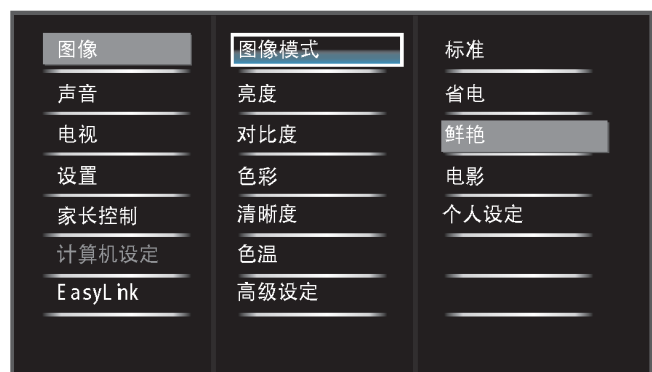 图像
声音
电视
设置
家长控制
计算机设定
EasyLink
图像模式
亮度
对比度
色彩
清晰度
色温
高级设定
标准
省电
鲜艳
电影
个人设定